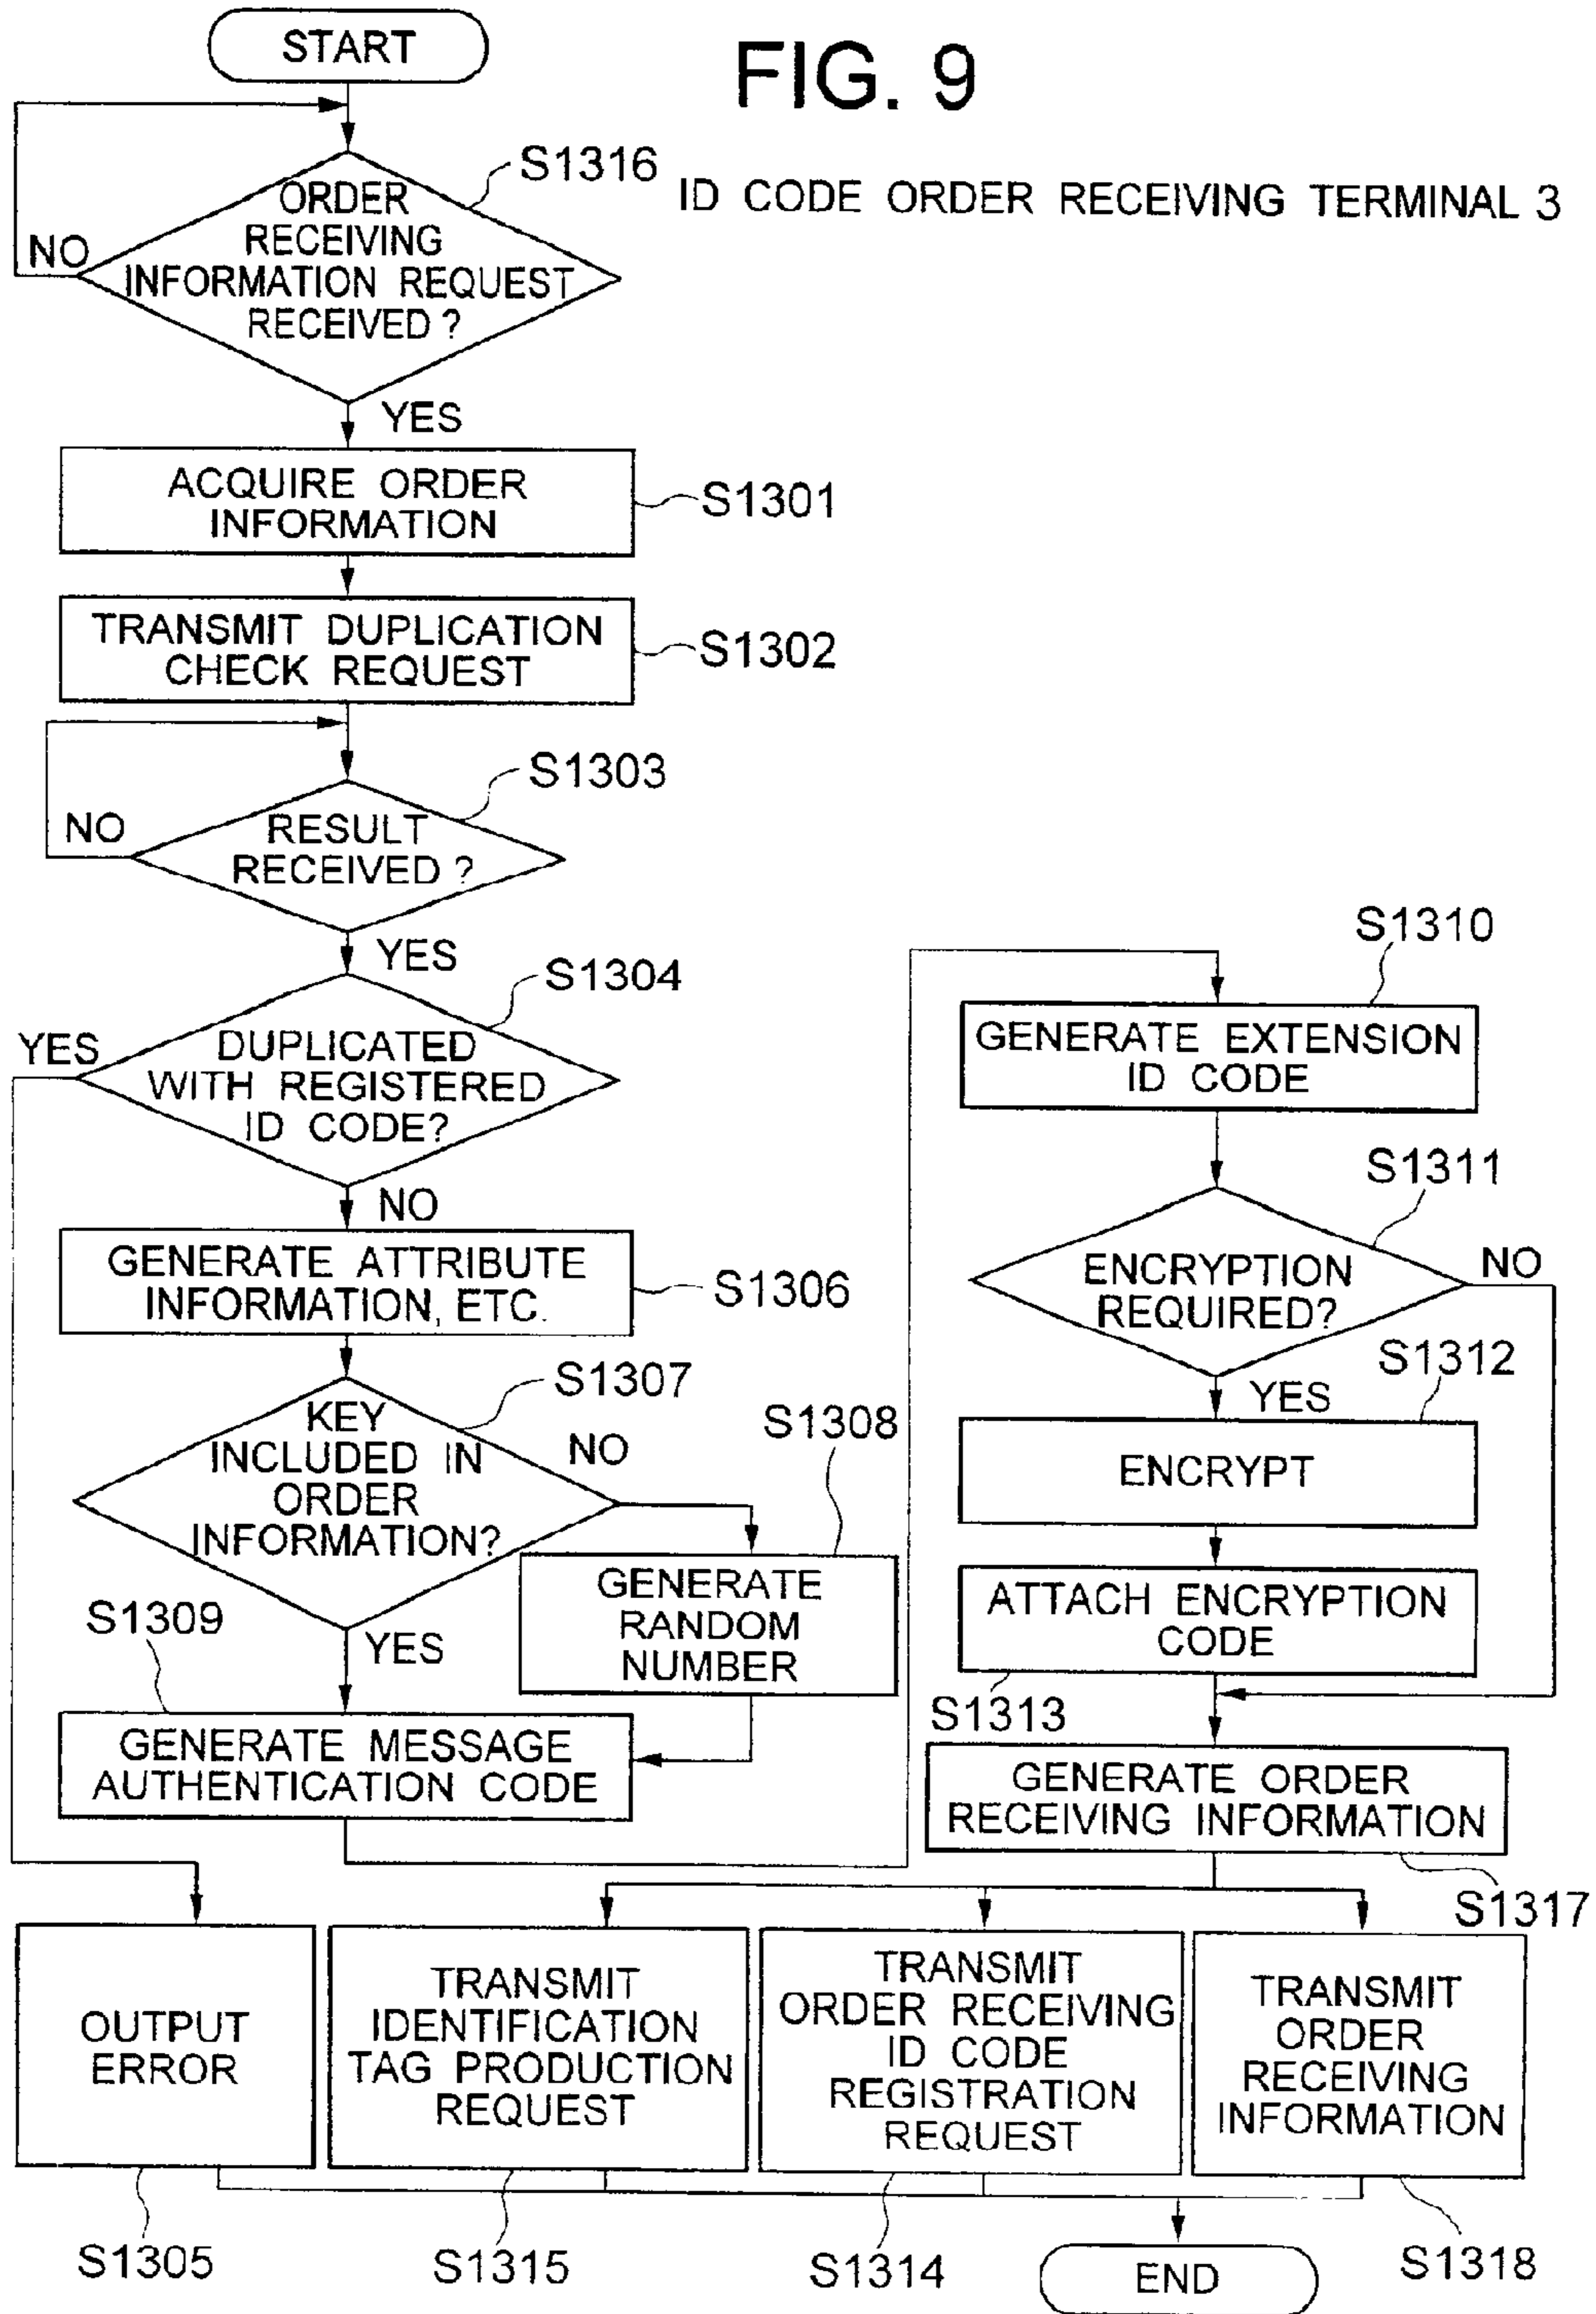 START
FIG. 9
ID CODE ORDER RECEIVING TERMINAL 3
S1316
ORDER
RECEIVING
INFORMATION REQUEST
RECEIVED ?
NO
YES
ACQUIRE ORDER
INFORMATION
S1301
TRANSMIT DUPLICATION
CHECK REQUEST
S1302
S1303
NO
RESULT
RECEIVED ?
YES
S1304
YES
DUPLICATED
WITH REGISTERED
ID CODE?
NO
GENERATE ATTRIBUTE
INFORMATION, ETC.
S1306
S1307
KEY
INCLUDED IN
ORDER
INFORMATION?
NO
S1308
GENERATE
RANDOM
NUMBER
S1309
YES
GENERATE MESSAGE
AUTHENTICATION CODE
S1310
GENERATE EXTENSION
ID CODE
S1311
ENCRYPTION
REQUIRED?
NO
S1312
YES
ENCRYPT
ATTACH ENCRYPTION
CODE
S1313
GENERATE ORDER
RECEIVING INFORMATION
S1317
OUTPUT
ERROR
TRANSMIT
IDENTIFICATION
TAG PRODUCTION
REQUEST
TRANSMIT
ORDER RECEIVING
ID CODE
REGISTRATION
REQUEST
TRANSMIT
ORDER
RECEIVING
INFORMATION
S1305
S1315
S1314
END
S1318